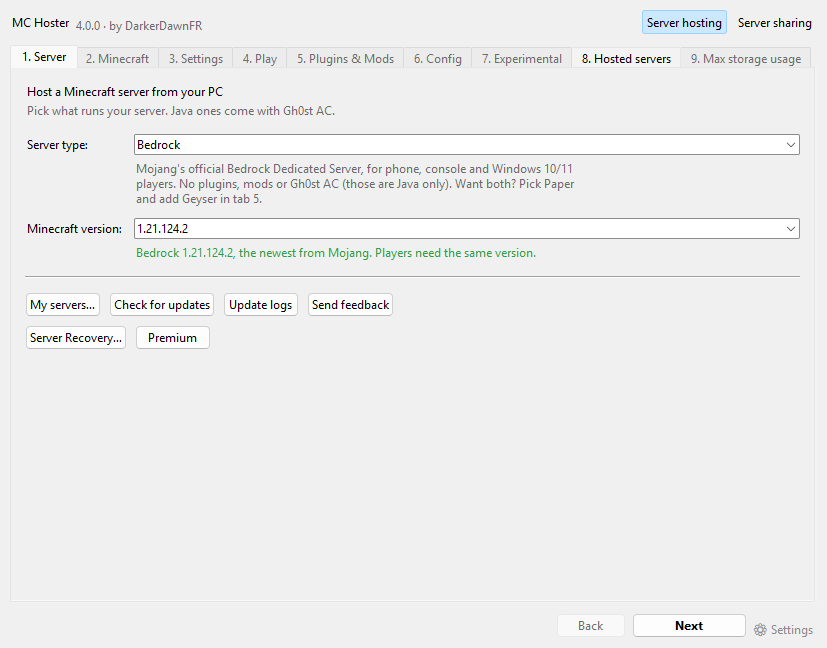 MC Hoster 4.0.0 · by DarkerDawnFR Server hosting Server sharing
1. Server 2. Minecraft 3. Settings 4. Play 5. Plugins & Mods 6. Config 7. Experimental 8. Hosted servers 9. Max storage usage
Host a Minecraft server from your PC
Pick what runs your server. Java ones come with Gh0st AC.
Server type: Bedrock
Mojang's official Bedrock Dedicated Server, for phone, console and Windows 10/11
players. No plugins, mods or Gh0st AC (those are Java only). Want both? Pick Paper
and add Geyser in tab 5.
Minecraft version: 1.21.124.2
Bedrock 1.21.124.2, the newest from Mojang. Players need the same version.
My servers... Check for updates Update logs Send feedback
Server Recovery... Premium
Back Next Settings